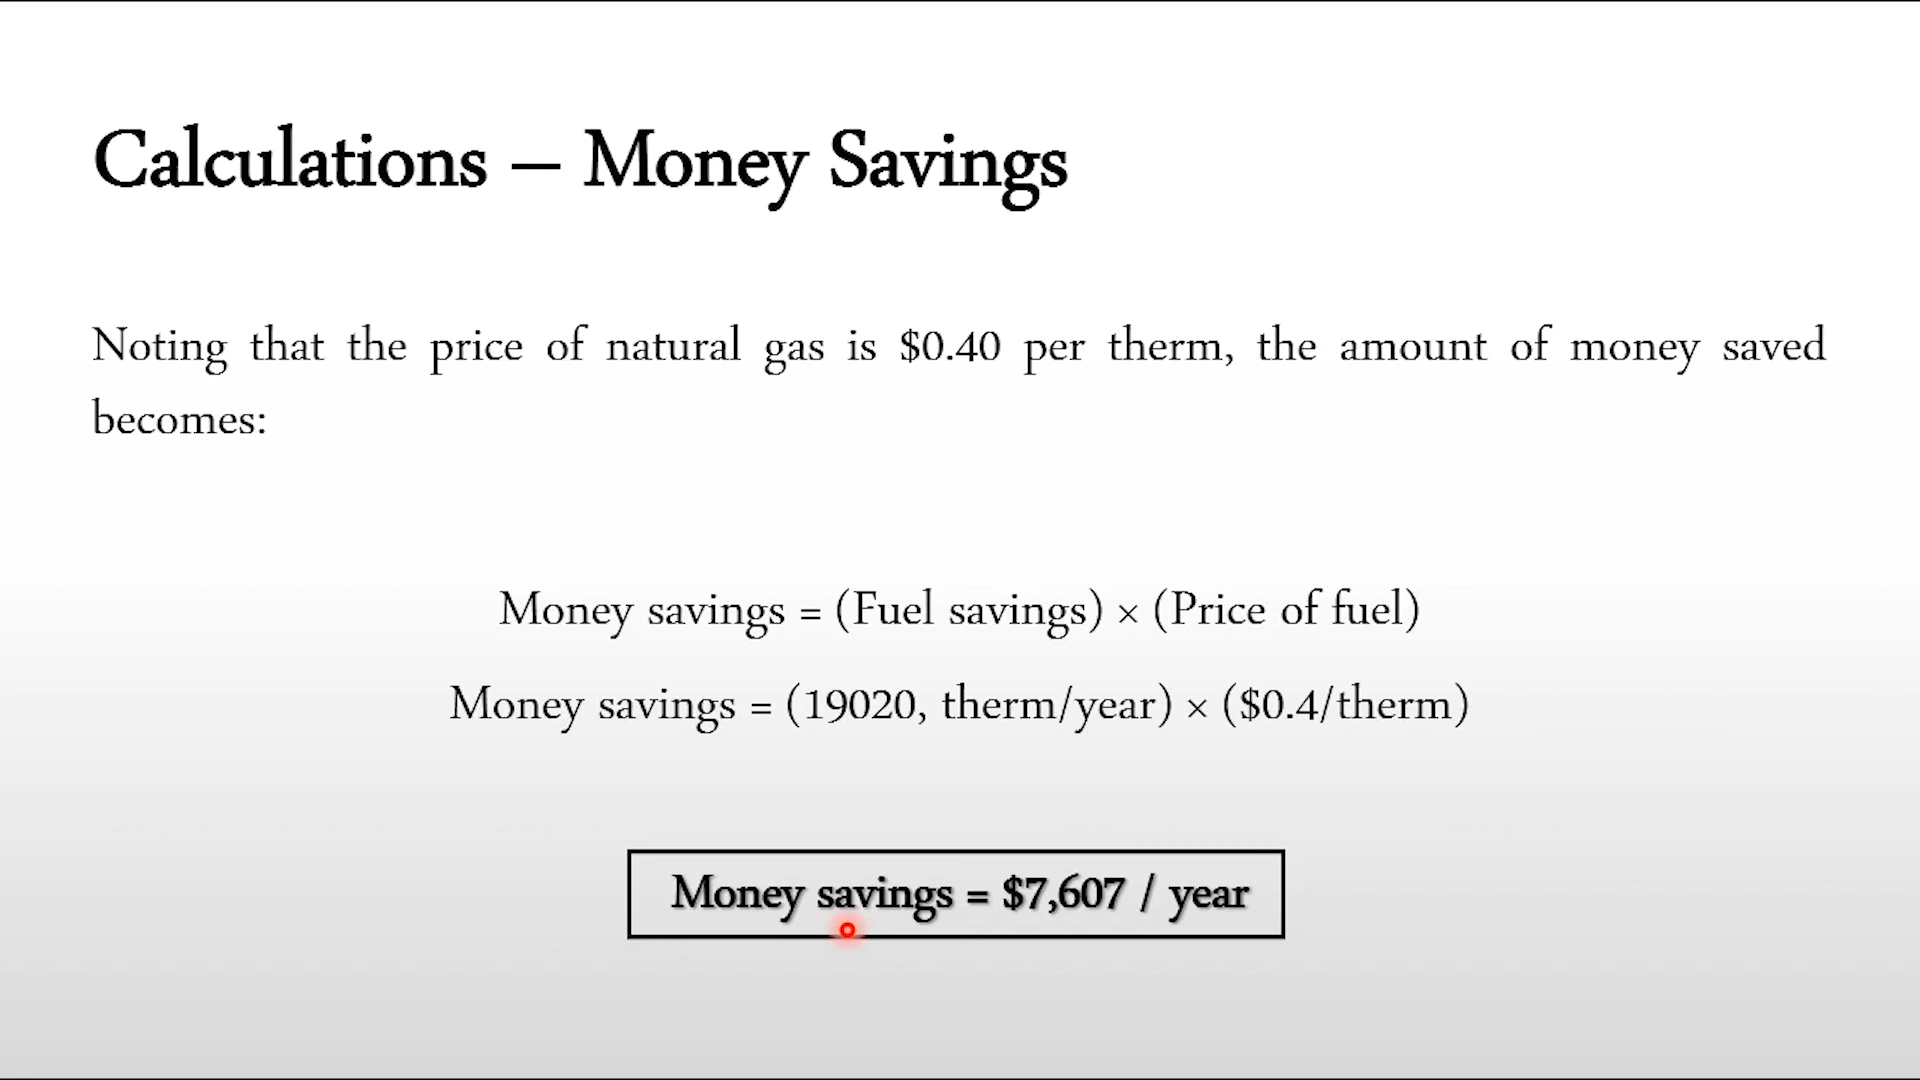 Calculations – Money Savings
Noting that the price of natural gas is $0.40 per therm, the amount of money saved
becomes:
Money savings = (Fuel savings) × (Price of fuel)
Money savings = (19020, therm/year) × ($0.4/therm)
Money savings = $7,607 / year